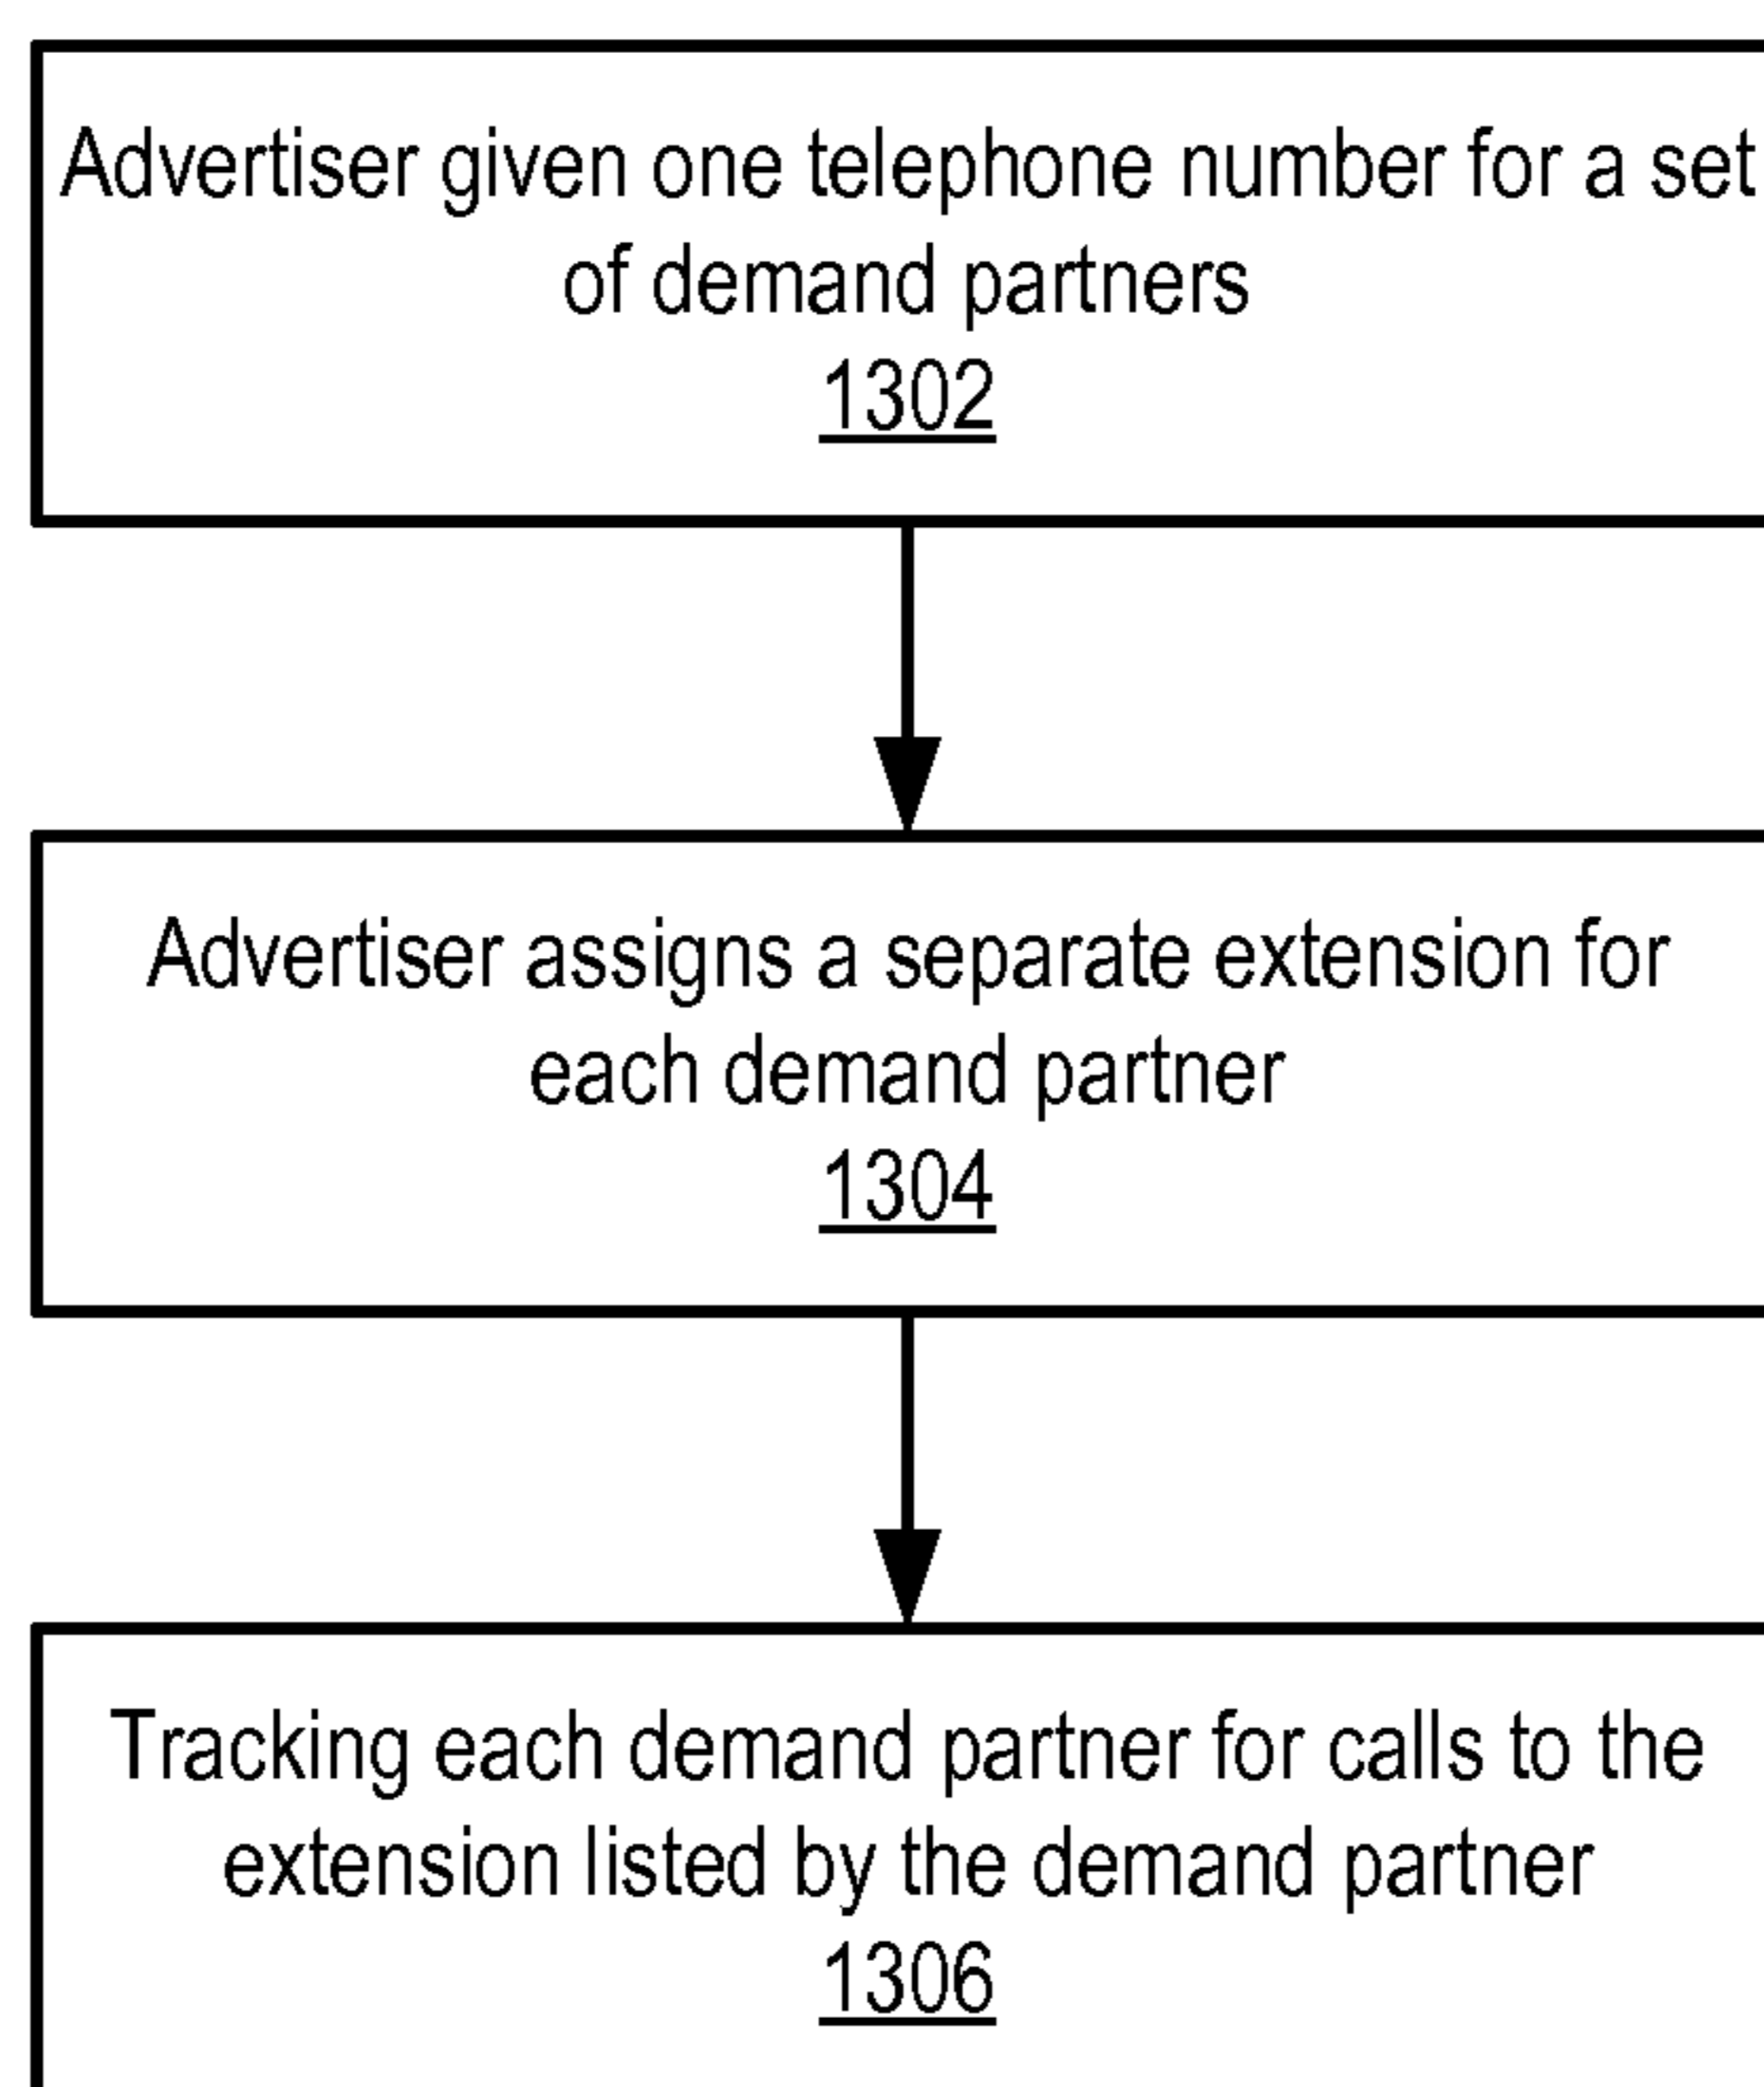 Advertiser given one telephone number for a set
of demand partners
1302
Advertiser assigns a separate extension for
each demand partner
1304
Tracking each demand partner for calls to the
extension listed by the demand partner
1306